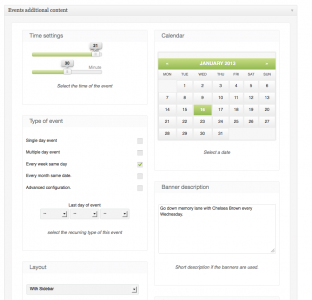 Events additional content
Time settings
21
30
Minute
Select the time of the event
Type of event
Single day event
Multiple day event
Every week same day
Every month same date.
Advanced configuration.
Last day of event
-- -- --
select the recuring type of this event
Layout
With Sidebar
Calendar
JANUARY 2013
MON TUE WED THU FRI SAT SUN
1 2 3 4 5 6
7 8 9 10 11 12 13
14 15 16 17 18 19 20
21 22 23 24 25 26 27
28 29 30 31
Select a date
Banner description
Go down memory lane with Chelsea Brown every
Wednesday.
Short description if the banners are used.